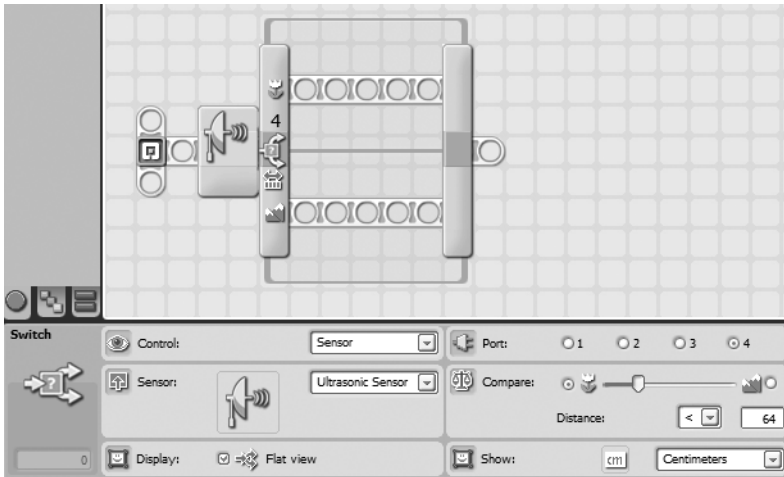 4
Switch
0
Control:
Sensor
Sensor:
Ultrasonic Sensor
Display:
Flat view
Port:
1
2
3
4
Compare:
Distance:
<
64
Show:
cm
Centimeters